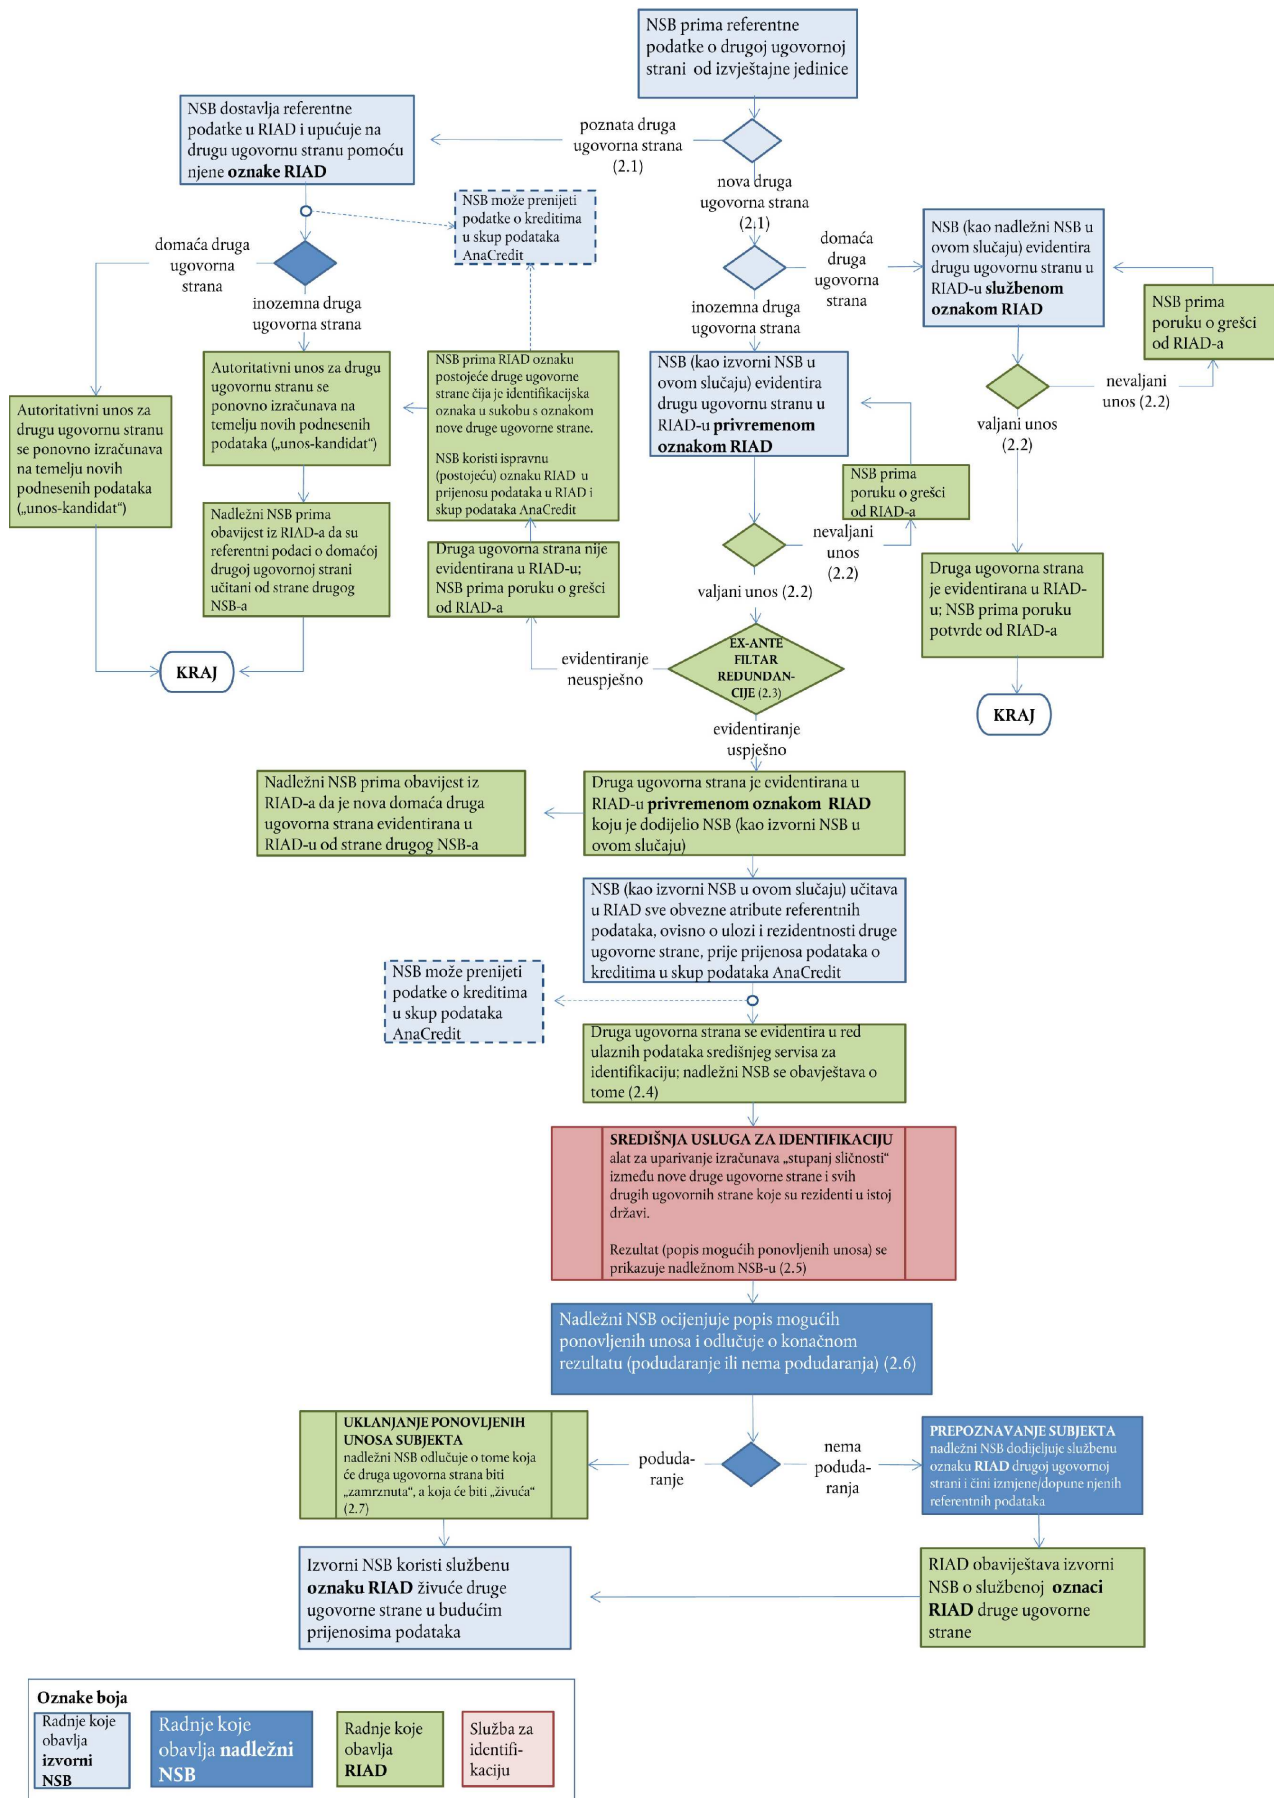 NSB prima referentne
podatke o drugoj ugovornoj
strani od izvještajne jedinice
NSB dostavlja referentne
podatke u RIAD i upućuje na
drugu ugovornu stranu pomoću
njene oznake RIAD
poznata druga
ugovorna strana
(2.1)
nova druga
ugovorna strana
(2.1)
NSB može prenijeti
podatke o kreditima
u skup podataka
AnaCredit
domaća druga
ugovorna
strana
inozemna druga
ugovorna strana
domaća
druga
ugovorna
strana
inozemna druga
ugovorna strana
NSB (kao nadležni NSB u
ovom slučaju) evidentira
drugu ugovornu stranu u
RIAD-u službenom
oznakom RIAD
NSB prima
poruku o grešci
od RIAD-a
nevaljani
unos (2.2)
valjani unos
(2.2)
Autoritativni unos za
drugu ugovornu stranu
se ponovno izračunava
na temelju novih
podnesenih podataka
(„unos-kandidat“)
Autoritativni unos za drugu
ugovornu stranu se
ponovno izračunava na
temelju novih podnesenih
podataka („unos-kandidat“)
NSB prima RIAD oznaku
postojeće druge ugovorne
strane čija je identifikacijska
oznaka u sukobu s oznakom
nove druge ugovorne strane.
NSB koristi ispravnu
(postojeću) oznaku RIAD u
prijenosu podataka u RIAD i
skup podataka AnaCredit
NSB (kao izvorni NSB u
ovom slučaju) evidentira
drugu ugovornu stranu u
RIAD-u privremenom
oznakom RIAD
NSB prima
poruku o grešci
od RIAD-a
nevaljani
unos
(2.2)
valjani unos (2.2)
Nadležni NSB prima
obavijest iz RIAD-a da su
referentni podaci o domaćoj
drugoj ugovornoj strani
učitani od strane drugog
NSB-a
Druga ugovorna strana nije
evidentirana u RIAD-u;
NSB prima poruku o grešci
od RIAD-a
Druga ugovorna strana
je evidentirana u RIAD-
u; NSB prima poruku
potvrde od RIAD-a
KRAJ
evidentiranje
neuspješno
EX-ANTE
FILTAR
REDUNDAN-
CIJE (2.3)
KRAJ
evidentiranje
uspješno
Nadležni NSB prima obavijest iz
RIAD-a da je nova domaća druga
ugovorna strana evidentirana u
RIAD-u od strane drugog NSB-a
Druga ugovorna strana je evidentirana u
RIAD-u privremenom oznakom RIAD
koju je dodijelio NSB (kao izvorni NSB u
ovom slučaju)
NSB (kao izvorni NSB u ovom slučaju) učitava
u RIAD sve obvezne atribute referentnih
podataka, ovisno o ulozi i rezidentnosti druge
ugovorne strane, prije prijenosa podataka o
kreditima u skup podataka AnaCredit
NSB može prenijeti
podatke o kreditima
u skup podataka
AnaCredit
Druga ugovorna strana se evidentira u red
ulaznih podataka središnjeg servisa za
identifikaciju; nadležni NSB se obavještava o
tome (2.4)
SREDIŠNJA USLUGA ZA IDENTIFIKACIJU
alat za uparivanje izračunava „stupanj sličnosti“
između nove druge ugovorne strane i svih
drugih ugovornih strane koje su rezidenti u istoj
državi.
Rezultat (popis mogućih ponovljenih unosa) se
prikazuje nadležnom NSB-u (2.5)
Nadležni NSB ocijenjuje popis mogućih
ponovljenih unosa i odlučuje o konačnom
rezultatu (podudaranje ili nema podudaranja) (2.6)
UKLANJANJE PONOVLJENIH
UNOSA SUBJEKTA
nadležni NSB odlučuje o tome koja
će druga ugovorna strana biti
„zamrznuta“, a koja će biti „živuća“
(2.7)
poduda-
ranje
nema
poduda-
ranja
PREPOZNAVANJE SUBJEKTA
nadležni NSB dodijeljuje službenu
oznaku RIAD drugoj ugovornoj
strani i čini izmjene/dopune njenih
referentnih podataka
Izvorni NSB koristi službenu
oznaku RIAD živuće druge
ugovorne strane u budućim
prijenosima podataka
RIAD obaviještava izvorni
NSB o službenoj oznaci
RIAD druge ugovorne
strane
Oznake boja
Radnje koje
obavlja
izvorni
NSB
Radnje koje
obavlja nadležni
NSB
Radnje koje
obavlja
RIAD
Služba za
identifi-
kaciju